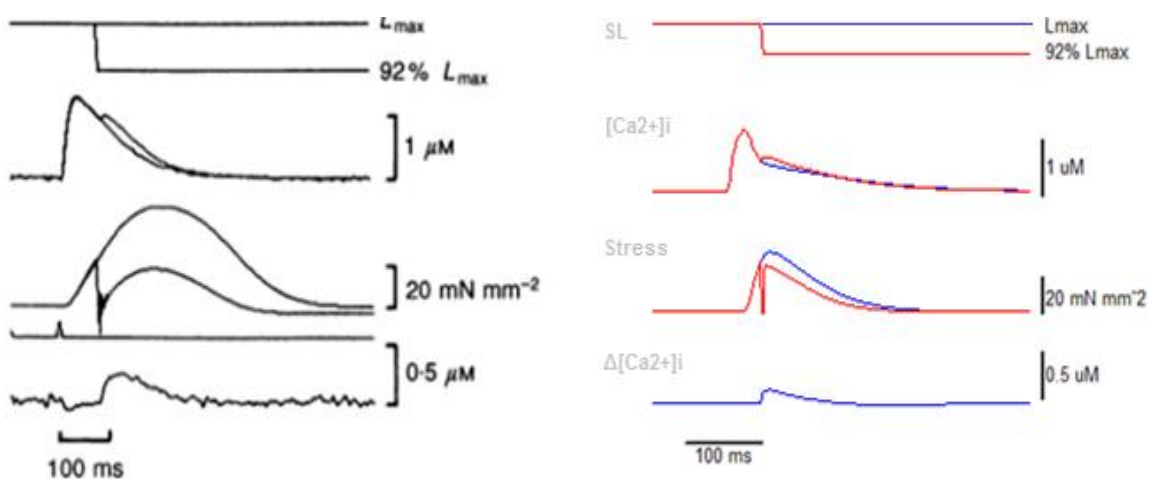 Lmax
92% Lmax
1 μM
20 mN mm⁻²
0·5 μM
100 ms
SL
Lmax
92% Lmax
[Ca2+]i
1 uM
Stress
20 mN mm^-2
Δ[Ca2+]i
0.5 uM
100 ms